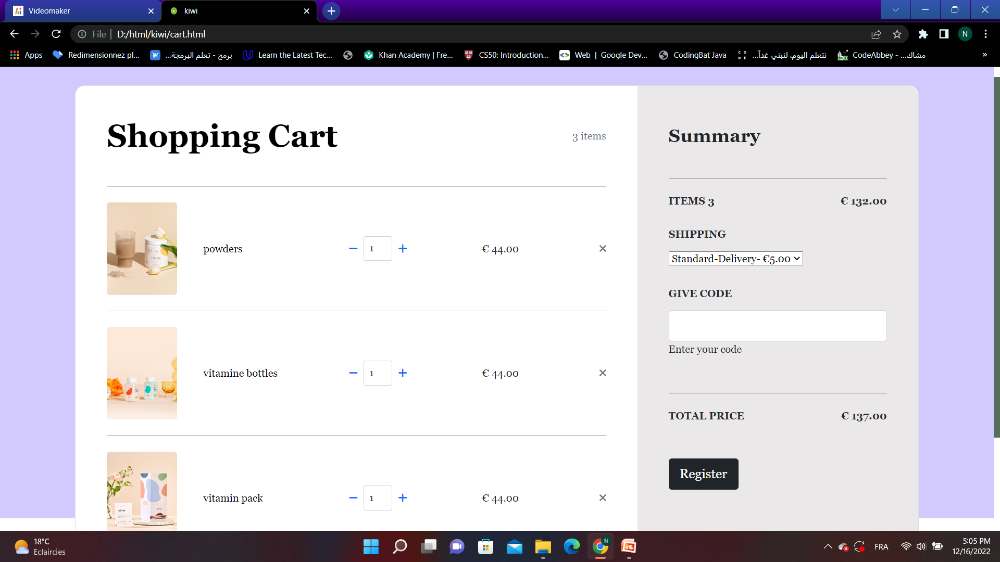 Videomaker
kiwi
File | D:/html/kiwi/cart.html
N
Apps
Redimensionnez pl...
برمج - تعلم البرمجة...
Learn the Latest Tec...
Khan Academy | Fre...
CS50: Introduction...
Web | Google Dev...
CodingBat Java
نتعلم اليوم، لنبني غداً...
CodeAbbey - مشاك...
»
Shopping Cart
3 items
powders
1
€ 44.00
vitamine bottles
1
€ 44.00
vitamin pack
1
€ 44.00
Summary
ITEMS 3
€ 132.00
SHIPPING
Standard-Delivery- €5.00
GIVE CODE
Enter your code
TOTAL PRICE
€ 137.00
Register
18°C
Eclaircies
N
FRA
5:05 PM
12/16/2022